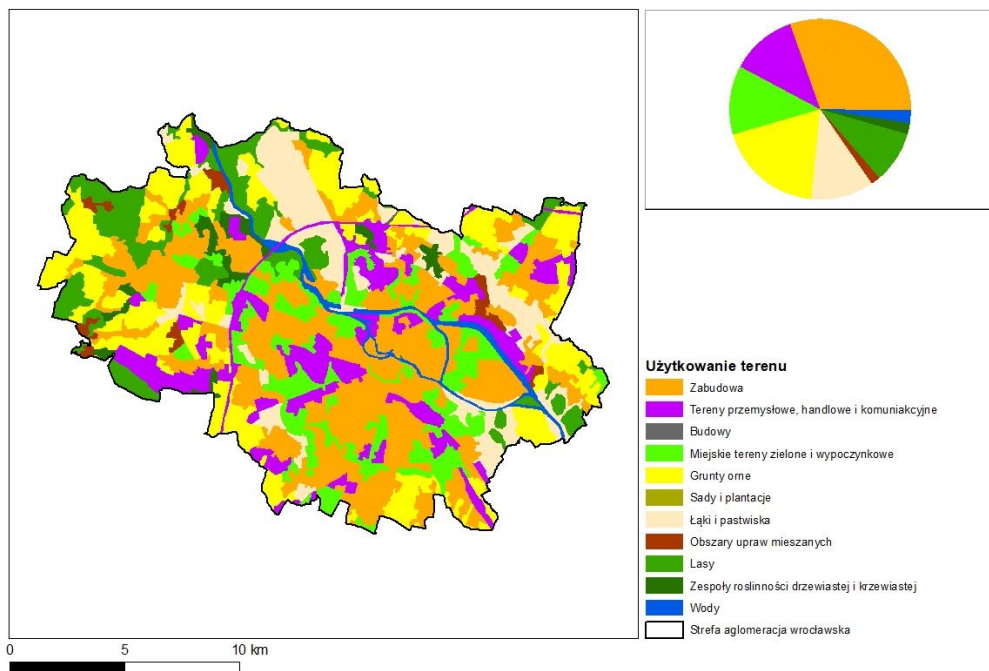 Użytkowanie terenu
Zabudowa
Tereny przemysłowe, handlowe i komuniakcyjne
Budowy
Miejskie tereny zielone i wypoczynkowe
Grunty orne
Sady i plantacje
Łąki i pastwiska
Obszary upraw mieszanych
Lasy
Zespoły roslinności drzewiastej i krzewiastej
Wody
Strefa aglomeracja wrocławska
0 5 10 km